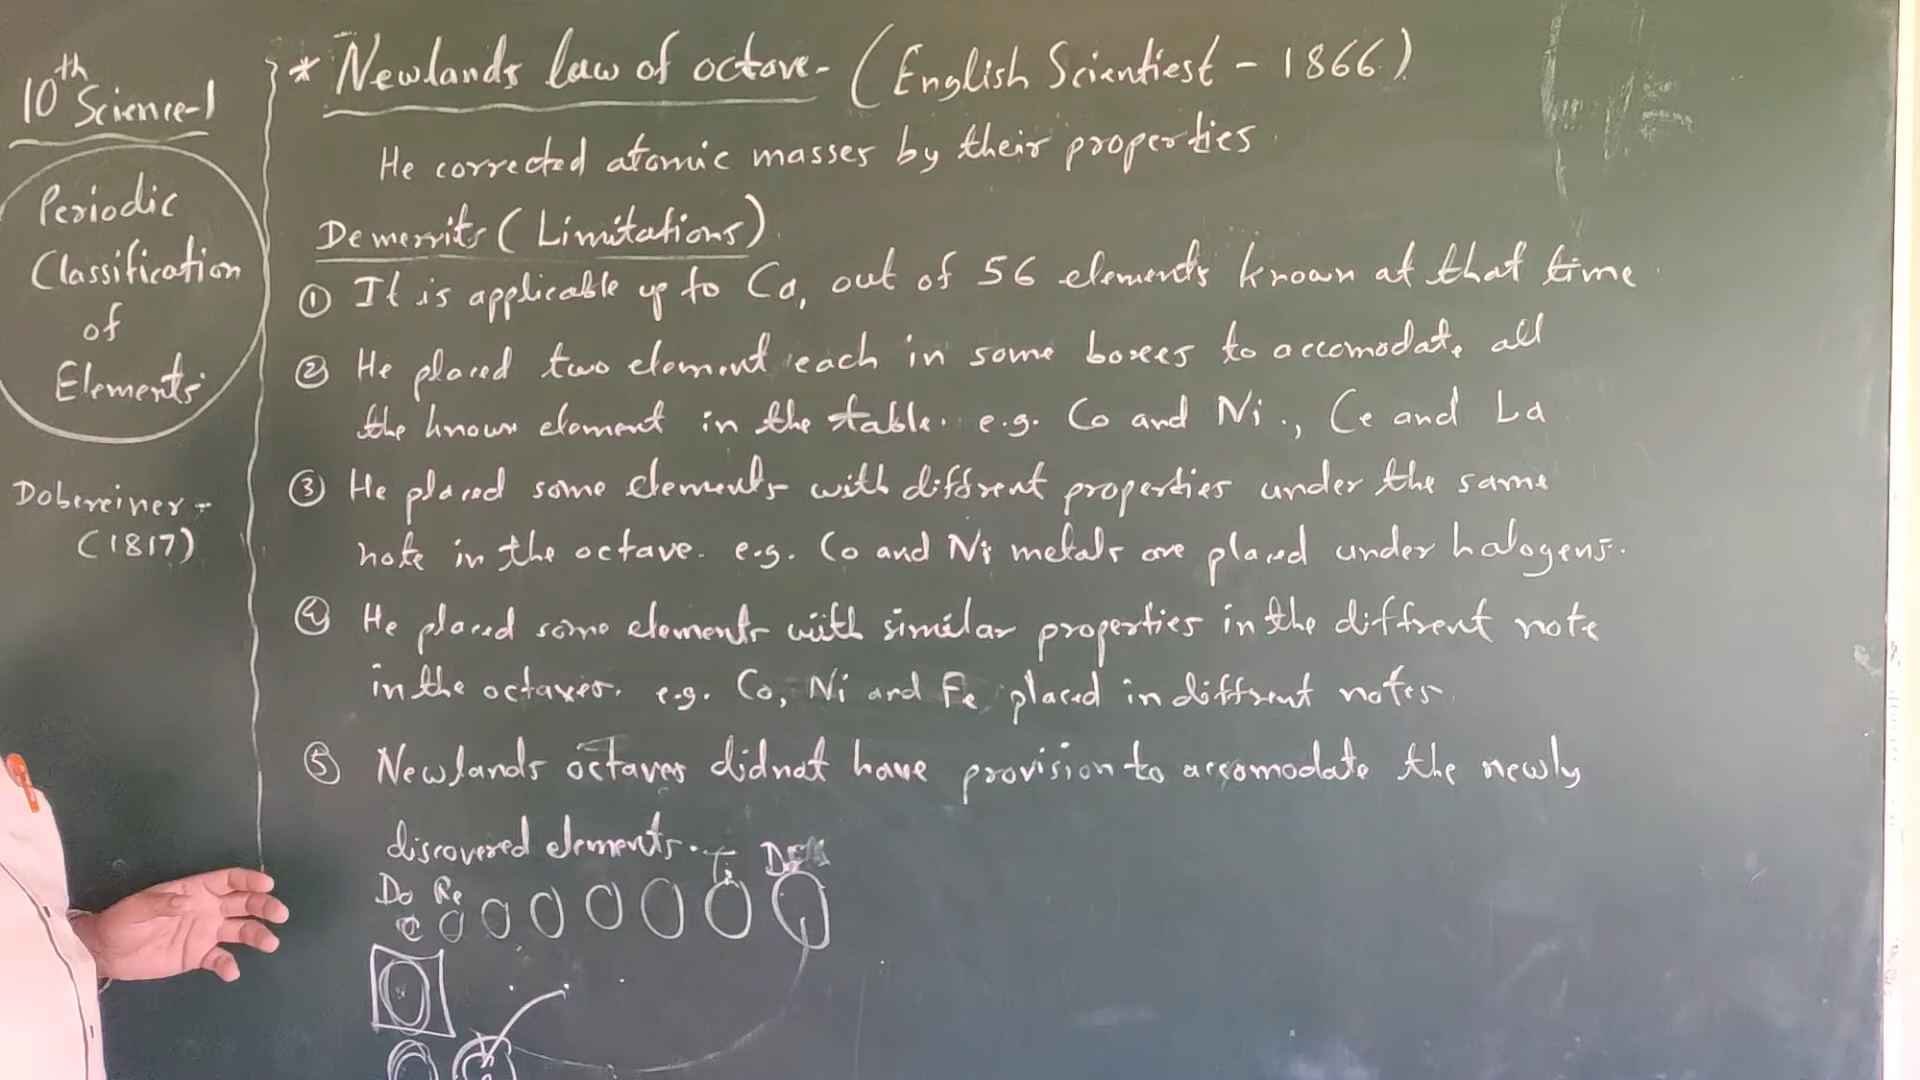 10th
Science-1
Periodic
Classification
of
Elements
Dobereiner-
(1817)
* Newlands law of octave- (English Scientiest - 1866)
He corrected atomic masses by their properties
Demerrits (Limitations)
① It is applicable up to Ca, out of 56 elements known at that time
② He placed two element each in some boxes to accomodate all
the known element in the table. e.g. Co and Ni., Ce and La
③ He placed some elements with diffrent properties under the same
note in the octave. e.g. Co and Ni metals are placed under halogens.
④ He placed some elements with similar properties in the diffrent note
in the octaves. e.g. Co, Ni and Fe placed in diffrent notes
⑤ Newlands octaves didnot have provision to accomodate the newly
discovered elements.
Do Re Ti Do